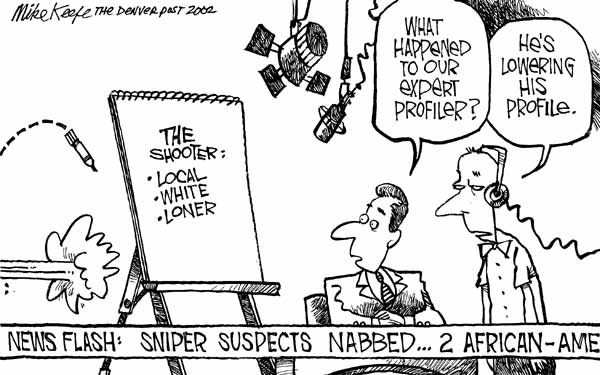 Mike Keefe THE DENVER POST 2002
WHAT
HAPPENED
TO OUR
EXPERT
PROFILER?
HE'S
LOWERING
HIS
PROFILE.
THE
SHOOTER:
• LOCAL
• WHITE
• LONER
NEWS FLASH: SNIPER SUSPECTS NABBED... 2 AFRICAN-AME